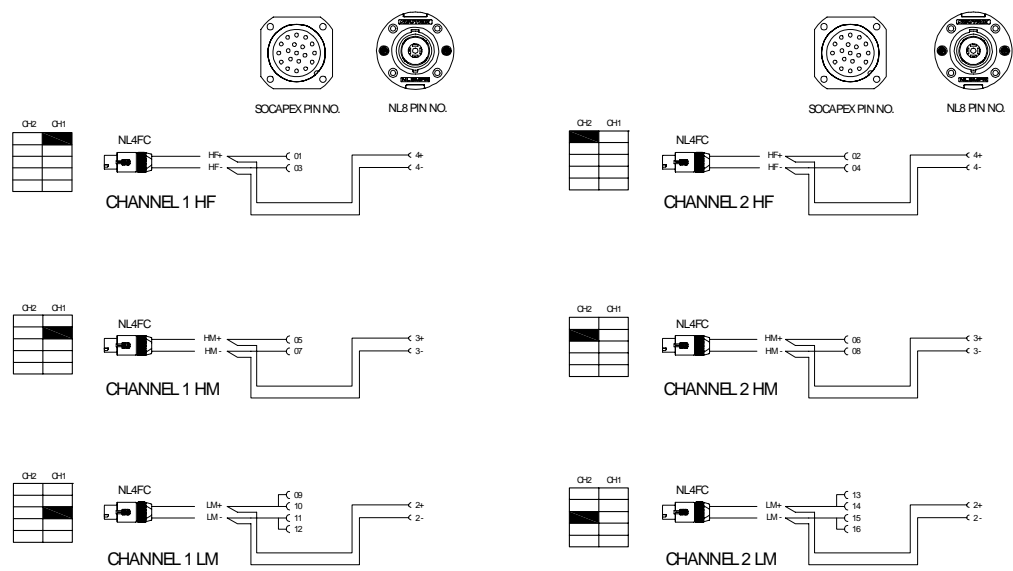 SOCAPEX PIN NO. NL8 PIN NO.
SOCAPEX PIN NO. NL8 PIN NO.
CH2 CH1
NL4FC
HF+ 01 4+
HF- 03 4-
CHANNEL 1 HF
CH2 CH1
NL4FC
HF+ 02 4+
HF- 04 4-
CHANNEL 2 HF
CH2 CH1
NL4FC
HM+ 05 3+
HM- 07 3-
CHANNEL 1 HM
CH2 CH1
NL4FC
HM+ 06 3+
HM- 08 3-
CHANNEL 2 HM
CH2 CH1
NL4FC
09
LM+ 10 2+
LM- 11 2-
12
CHANNEL 1 LM
CH2 CH1
NL4FC
13
LM+ 14 2+
LM- 15 2-
16
CHANNEL 2 LM